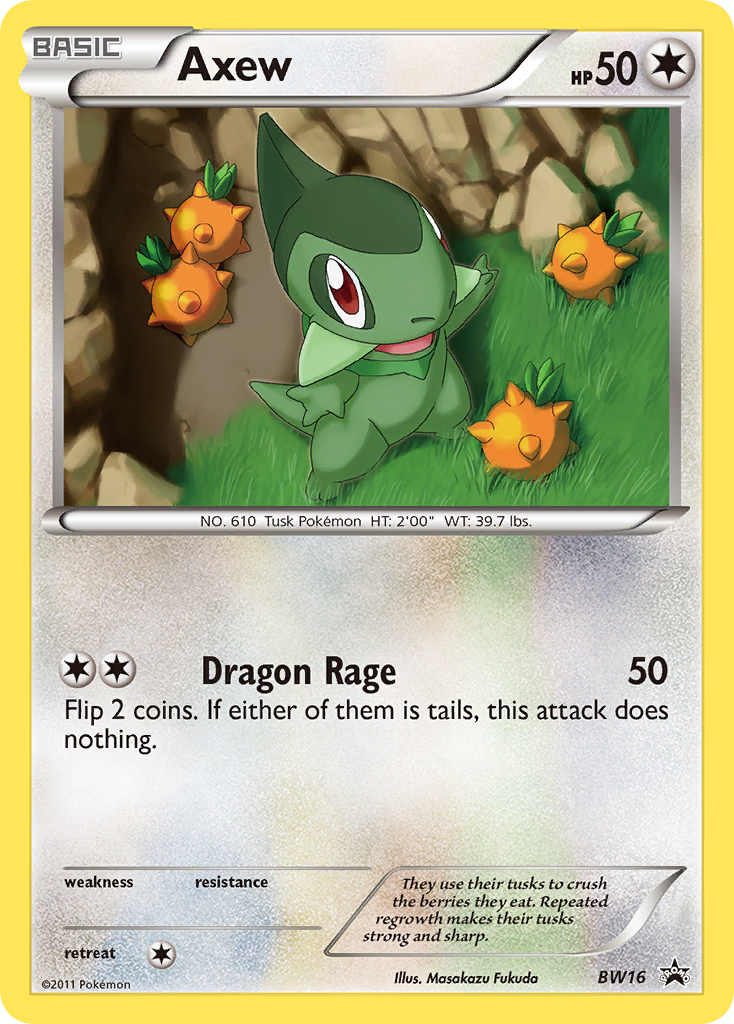 BASIC
Axew
HP50
NO. 610 Tusk Pokémon HT: 2'00" WT: 39.7 lbs.
Dragon Rage 50
Flip 2 coins. If either of them is tails, this attack does
nothing.
weakness resistance
They use their tusks to crush
the berries they eat. Repeated
regrowth makes their tusks
strong and sharp.
retreat
©2011 Pokémon
Illus. Masakazu Fukuda
BW16
PROMO